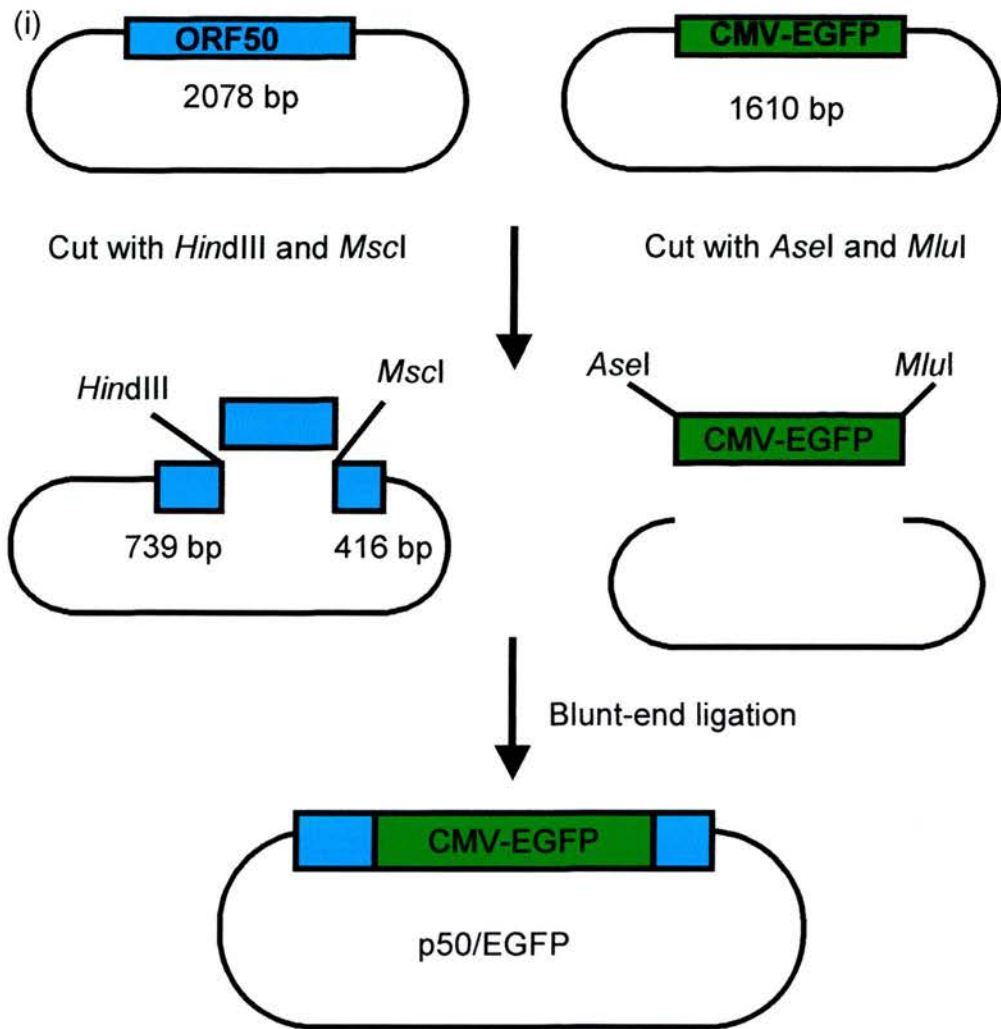 (i)
ORF50
2078 bp
CMV-EGFP
1610 bp
Cut with HindIII and MscI
Cut with AseI and MluI
HindIII
MscI
739 bp
416 bp
AseI
MluI
CMV-EGFP
Blunt-end ligation
CMV-EGFP
p50/EGFP